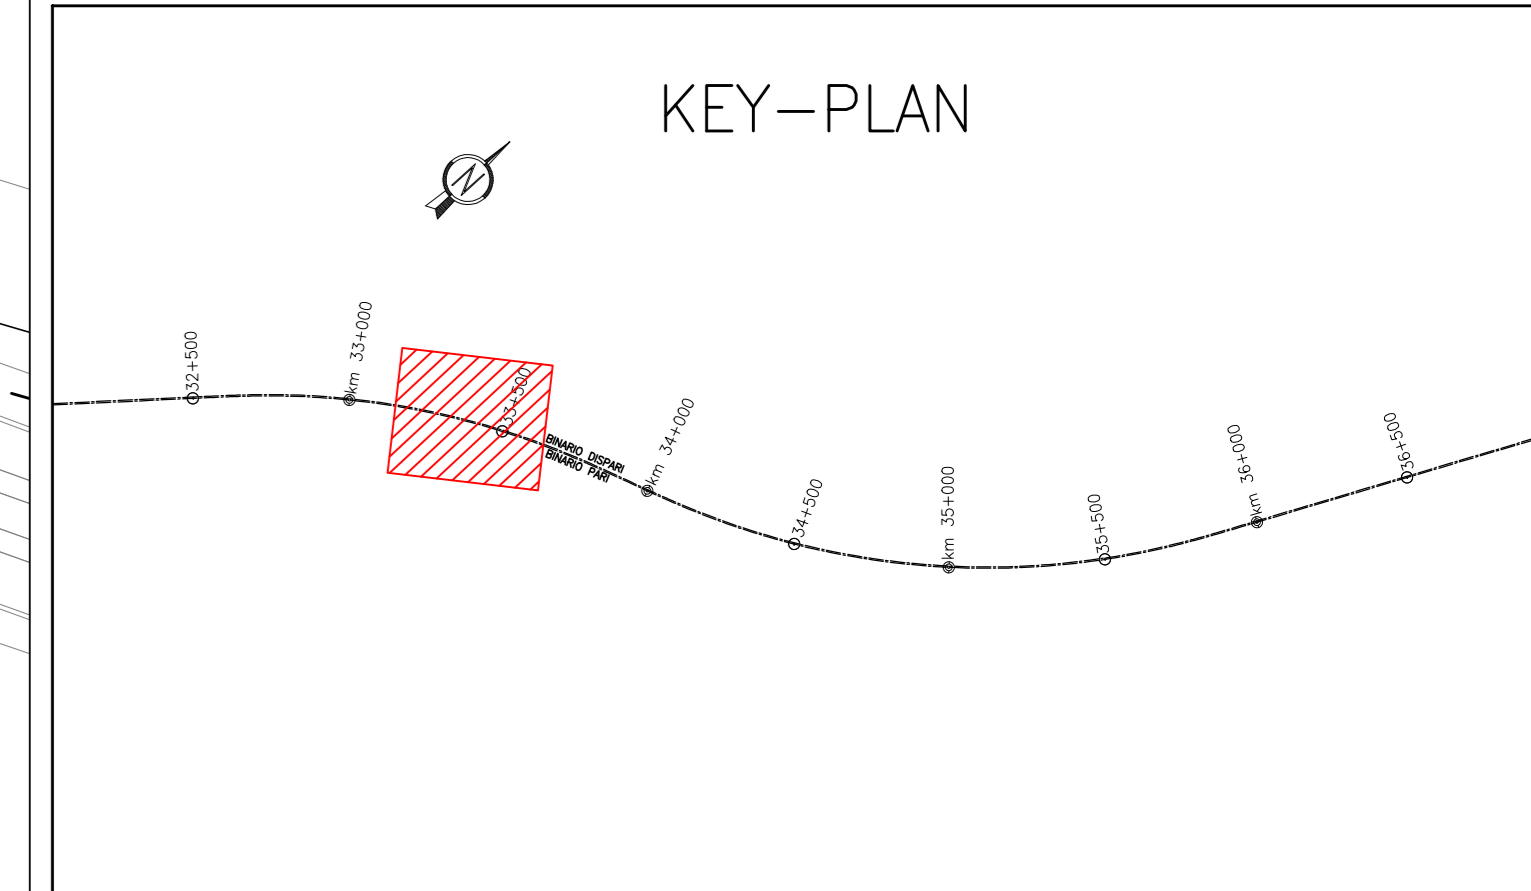 KEY-PLAN
N
32+500
km 33+000
33+500
BINARIO DISPARI
BINARIO PARI
km 34+000
34+500
km 35+000
35+500
km 36+000
36+500